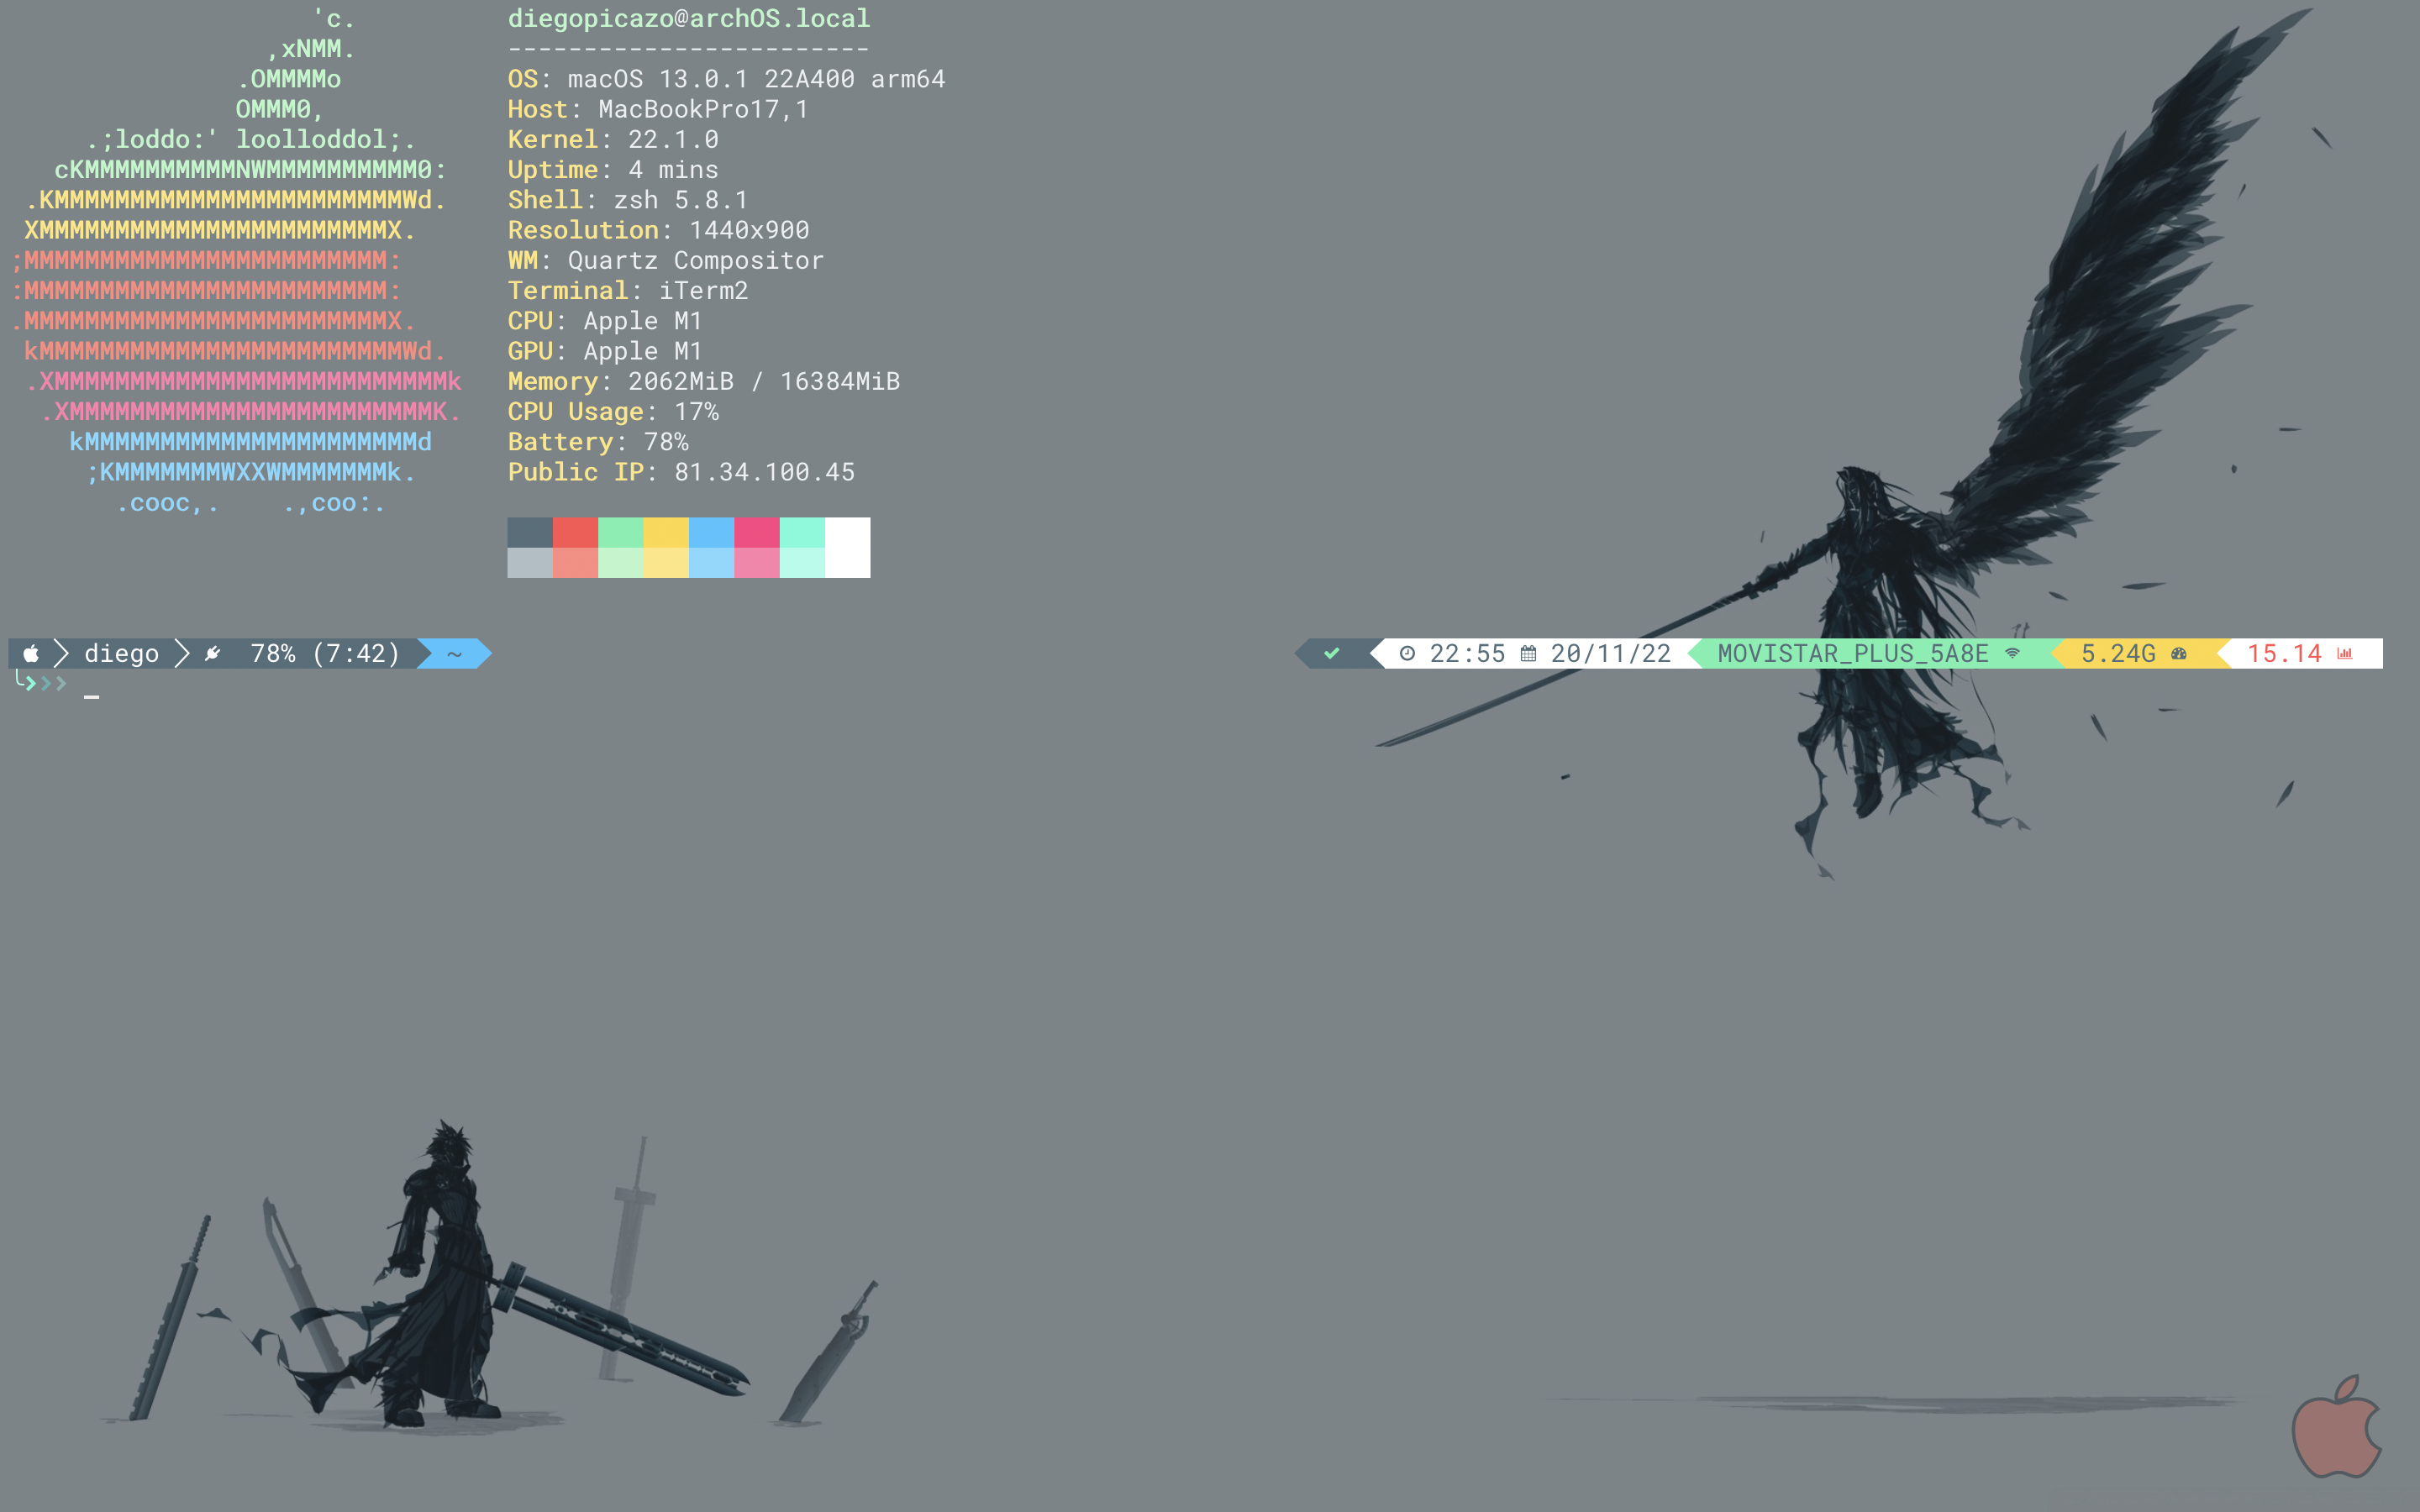 'c.
                 ,xNMM.
               .OMMMMo
               OMMM0,
     .;loddo:' loolloddol;.
   cKMMMMMMMMMMNWMMMMMMMMMM0:
 .KMMMMMMMMMMMMMMMMMMMMMMMWd.
 XMMMMMMMMMMMMMMMMMMMMMMMX.
;MMMMMMMMMMMMMMMMMMMMMMMM:
:MMMMMMMMMMMMMMMMMMMMMMMM:
.MMMMMMMMMMMMMMMMMMMMMMMMX.
 kMMMMMMMMMMMMMMMMMMMMMMMMWd.
 .XMMMMMMMMMMMMMMMMMMMMMMMMMMk
  .XMMMMMMMMMMMMMMMMMMMMMMMMK.
    kMMMMMMMMMMMMMMMMMMMMMMd
     ;KMMMMMMMWXXWMMMMMMMk.
       .cooc,.    .,coo:.
diegopicazo@archOS.local
------------------------
OS: macOS 13.0.1 22A400 arm64
Host: MacBookPro17,1
Kernel: 22.1.0
Uptime: 4 mins
Shell: zsh 5.8.1
Resolution: 1440x900
WM: Quartz Compositor
Terminal: iTerm2
CPU: Apple M1
GPU: Apple M1
Memory: 2062MiB / 16384MiB
CPU Usage: 17%
Battery: 78%
Public IP: 81.34.100.45
diego 78% (7:42) ~ 22:55 20/11/22 MOVISTAR_PLUS_5A8E 5.24G 15.14